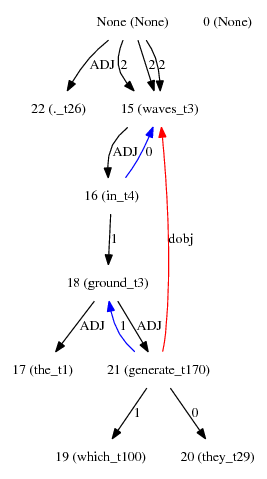 None (None) 0 (None)
ADJ 2 2 2
22 (._t26) 15 (waves_t3)
ADJ 0
16 (in_t4)
1 dobj
18 (ground_t3)
ADJ 1 ADJ
17 (the_t1) 21 (generate_t170)
1 0
19 (which_t100) 20 (they_t29)